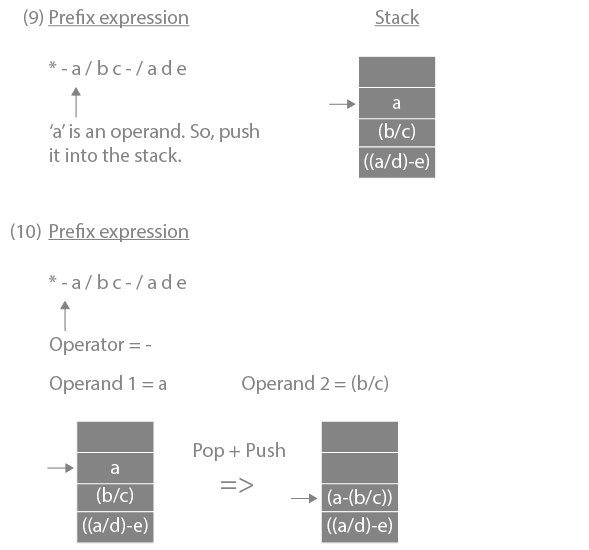 (9) Prefix expression
Stack
* - a / b c - / a d e
‘a’ is an operand. So, push
it into the stack.
a
(b/c)
((a/d)-e)
(10) Prefix expression
* - a / b c - / a d e
Operator = -
Operand 1 = a
Operand 2 = (b/c)
a
(b/c)
((a/d)-e)
Pop + Push
=>
(a-(b/c))
((a/d)-e)